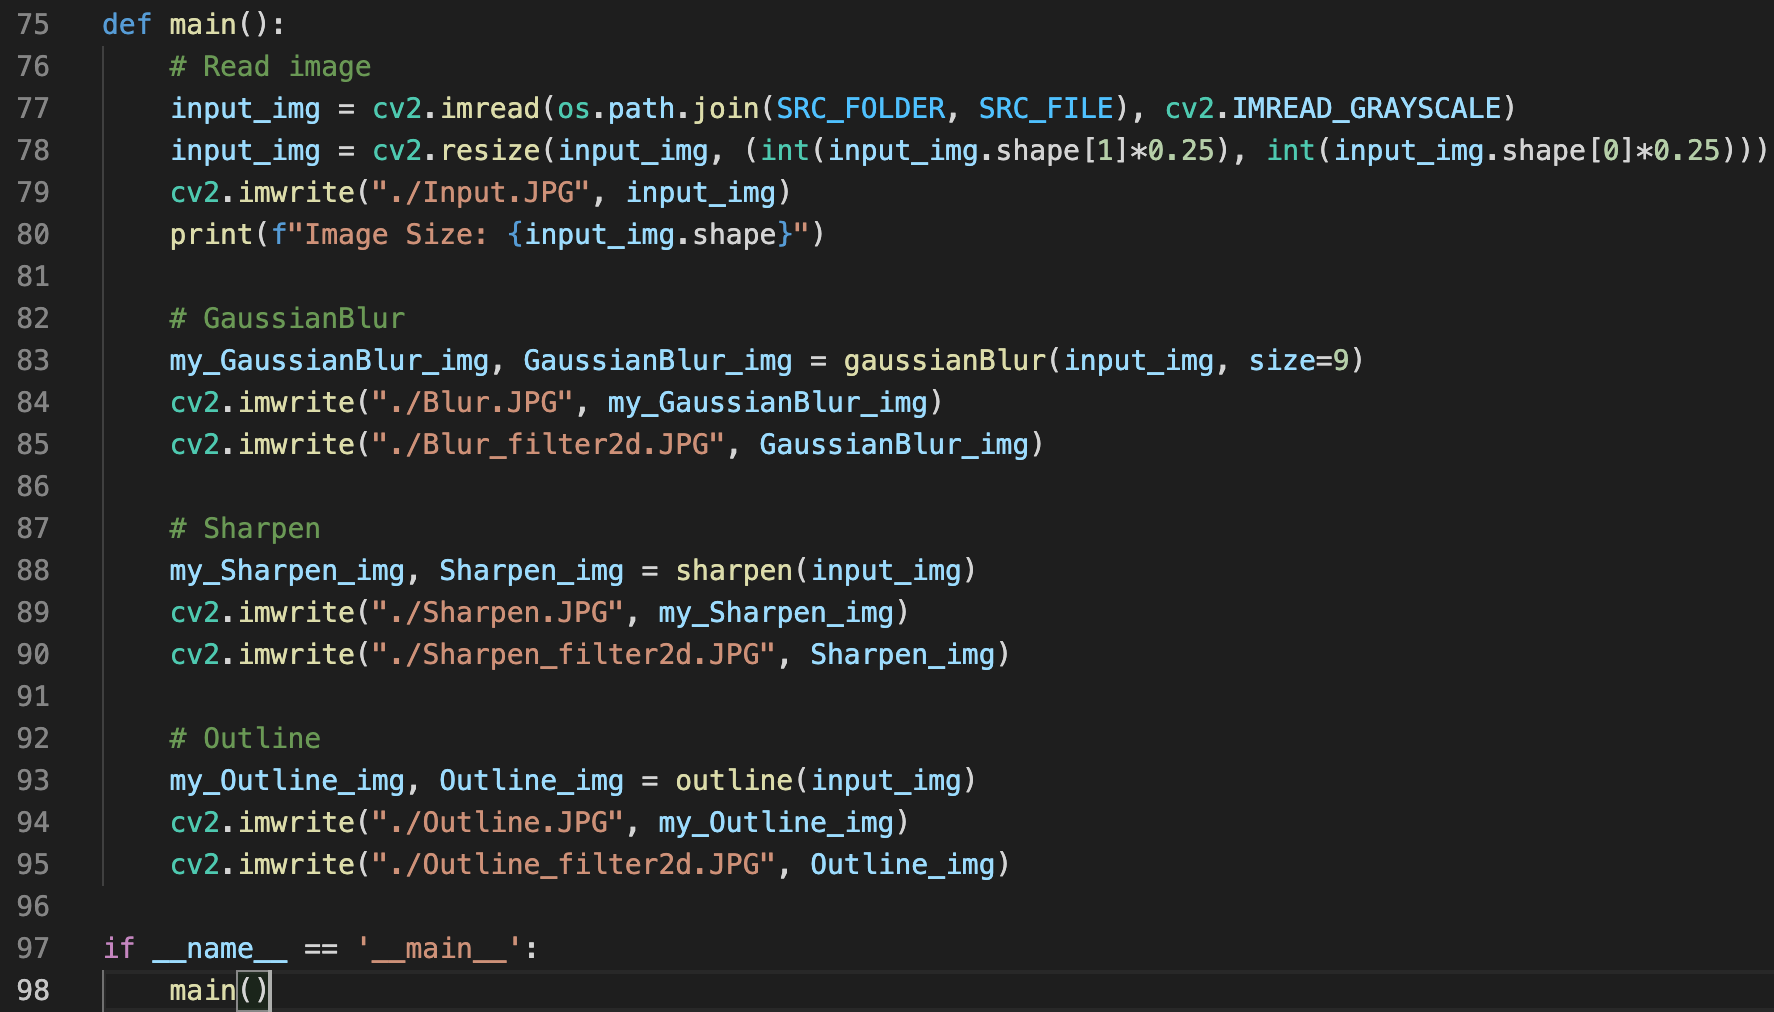 75 def main():
76     # Read image
77     input_img = cv2.imread(os.path.join(SRC_FOLDER, SRC_FILE), cv2.IMREAD_GRAYSCALE)
78     input_img = cv2.resize(input_img, (int(input_img.shape[1]*0.25), int(input_img.shape[0]*0.25)))
79     cv2.imwrite("./Input.JPG", input_img)
80     print(f"Image Size: {input_img.shape}")
81
82     # GaussianBlur
83     my_GaussianBlur_img, GaussianBlur_img = gaussianBlur(input_img, size=9)
84     cv2.imwrite("./Blur.JPG", my_GaussianBlur_img)
85     cv2.imwrite("./Blur_filter2d.JPG", GaussianBlur_img)
86
87     # Sharpen
88     my_Sharpen_img, Sharpen_img = sharpen(input_img)
89     cv2.imwrite("./Sharpen.JPG", my_Sharpen_img)
90     cv2.imwrite("./Sharpen_filter2d.JPG", Sharpen_img)
91
92     # Outline
93     my_Outline_img, Outline_img = outline(input_img)
94     cv2.imwrite("./Outline.JPG", my_Outline_img)
95     cv2.imwrite("./Outline_filter2d.JPG", Outline_img)
96
97 if __name__ == '__main__':
98     main()